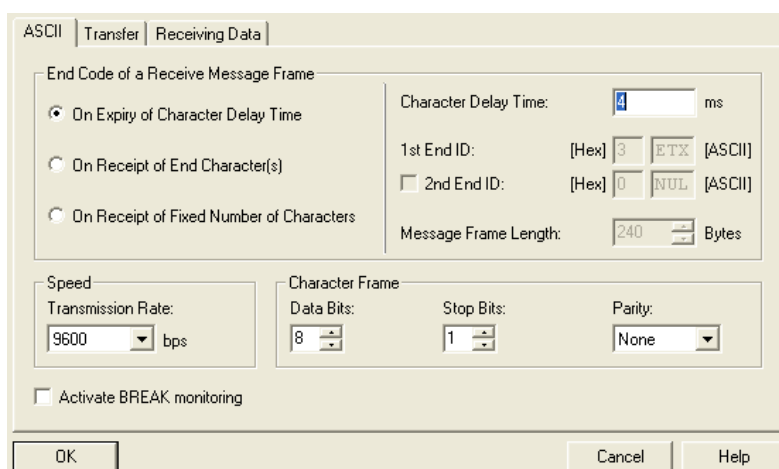 ASCII Transfer Receiving Data
End Code of a Receive Message Frame
On Expiry of Character Delay Time
On Receipt of End Character(s)
On Receipt of Fixed Number of Characters
Character Delay Time: 4 ms
1st End ID: [Hex] 3 ETX [ASCII]
2nd End ID: [Hex] 0 NUL [ASCII]
Message Frame Length: 240 Bytes
Speed
Transmission Rate:
9600 bps
Character Frame
Data Bits: Stop Bits: Parity:
8 1 None
Activate BREAK monitoring
OK Cancel Help